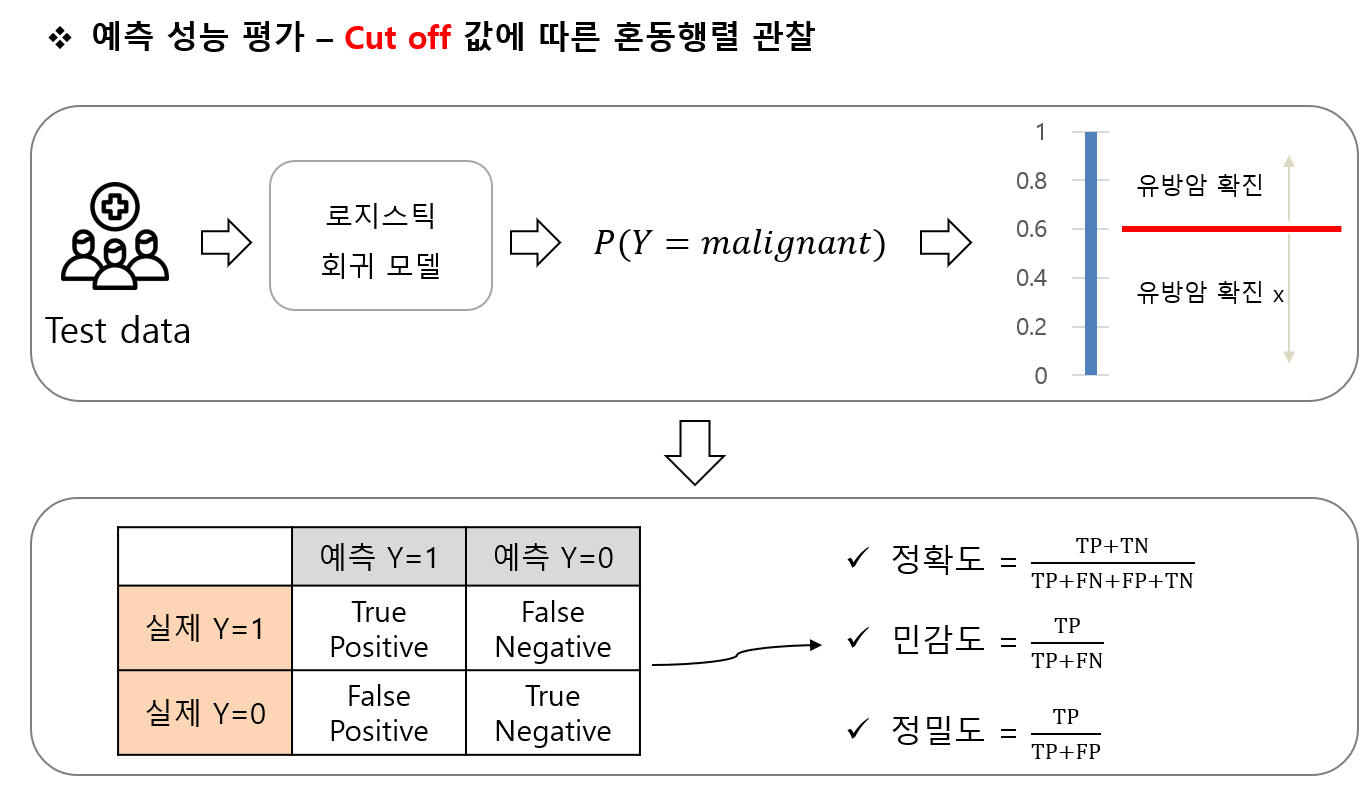 ❖ 예측 성능 평가 – Cut off 값에 따른 혼동행렬 관찰
Test data
로지스틱
회귀 모델
P(Y = malignant)
1
0.8
0.6
0.4
0.2
0
유방암 확진
유방암 확진 x
예측 Y=1
예측 Y=0
실제 Y=1
True
Positive
False
Negative
실제 Y=0
False
Positive
True
Negative
✓ 정확도 = TP+TN / TP+FN+FP+TN
✓ 민감도 = TP / TP+FN
✓ 정밀도 = TP / TP+FP